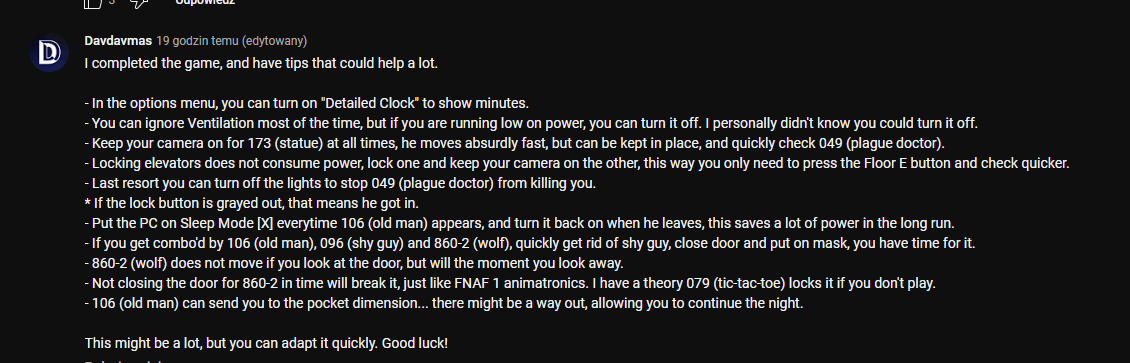 3 Odpowiedz
Davdavmas 19 godzin temu (edytowany)
I completed the game, and have tips that could help a lot.
- In the options menu, you can turn on "Detailed Clock" to show minutes.
- You can ignore Ventilation most of the time, but if you are running low on power, you can turn it off. I personally didn't know you could turn it off.
- Keep your camera on for 173 (statue) at all times, he moves absurdly fast, but can be kept in place, and quickly check 049 (plague doctor).
- Locking elevators does not consume power, lock one and keep your camera on the other, this way you only need to press the Floor E button and check quicker.
- Last resort you can turn off the lights to stop 049 (plague doctor) from killing you.
* If the lock button is grayed out, that means he got in.
- Put the PC on Sleep Mode [X] everytime 106 (old man) appears, and turn it back on when he leaves, this saves a lot of power in the long run.
- If you get combo'd by 106 (old man), 096 (shy guy) and 860-2 (wolf), quickly get rid of shy guy, close door and put on mask, you have time for it.
- 860-2 (wolf) does not move if you look at the door, but will the moment you look away.
- Not closing the door for 860-2 in time will break it, just like FNAF 1 animatronics. I have a theory 079 (tic-tac-toe) locks it if you don't play.
- 106 (old man) can send you to the pocket dimension... there might be a way out, allowing you to continue the night.
This might be a lot, but you can adapt it quickly. Good luck!